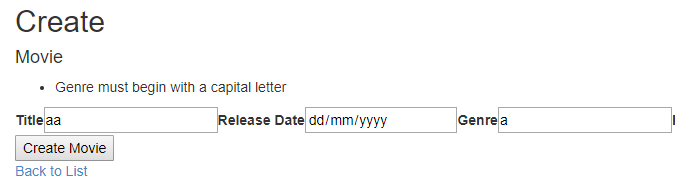 Create
Movie
Genre must begin with a capital letter
Title aa Release Date dd/mm/yyyy Genre a
Create Movie
Back to List